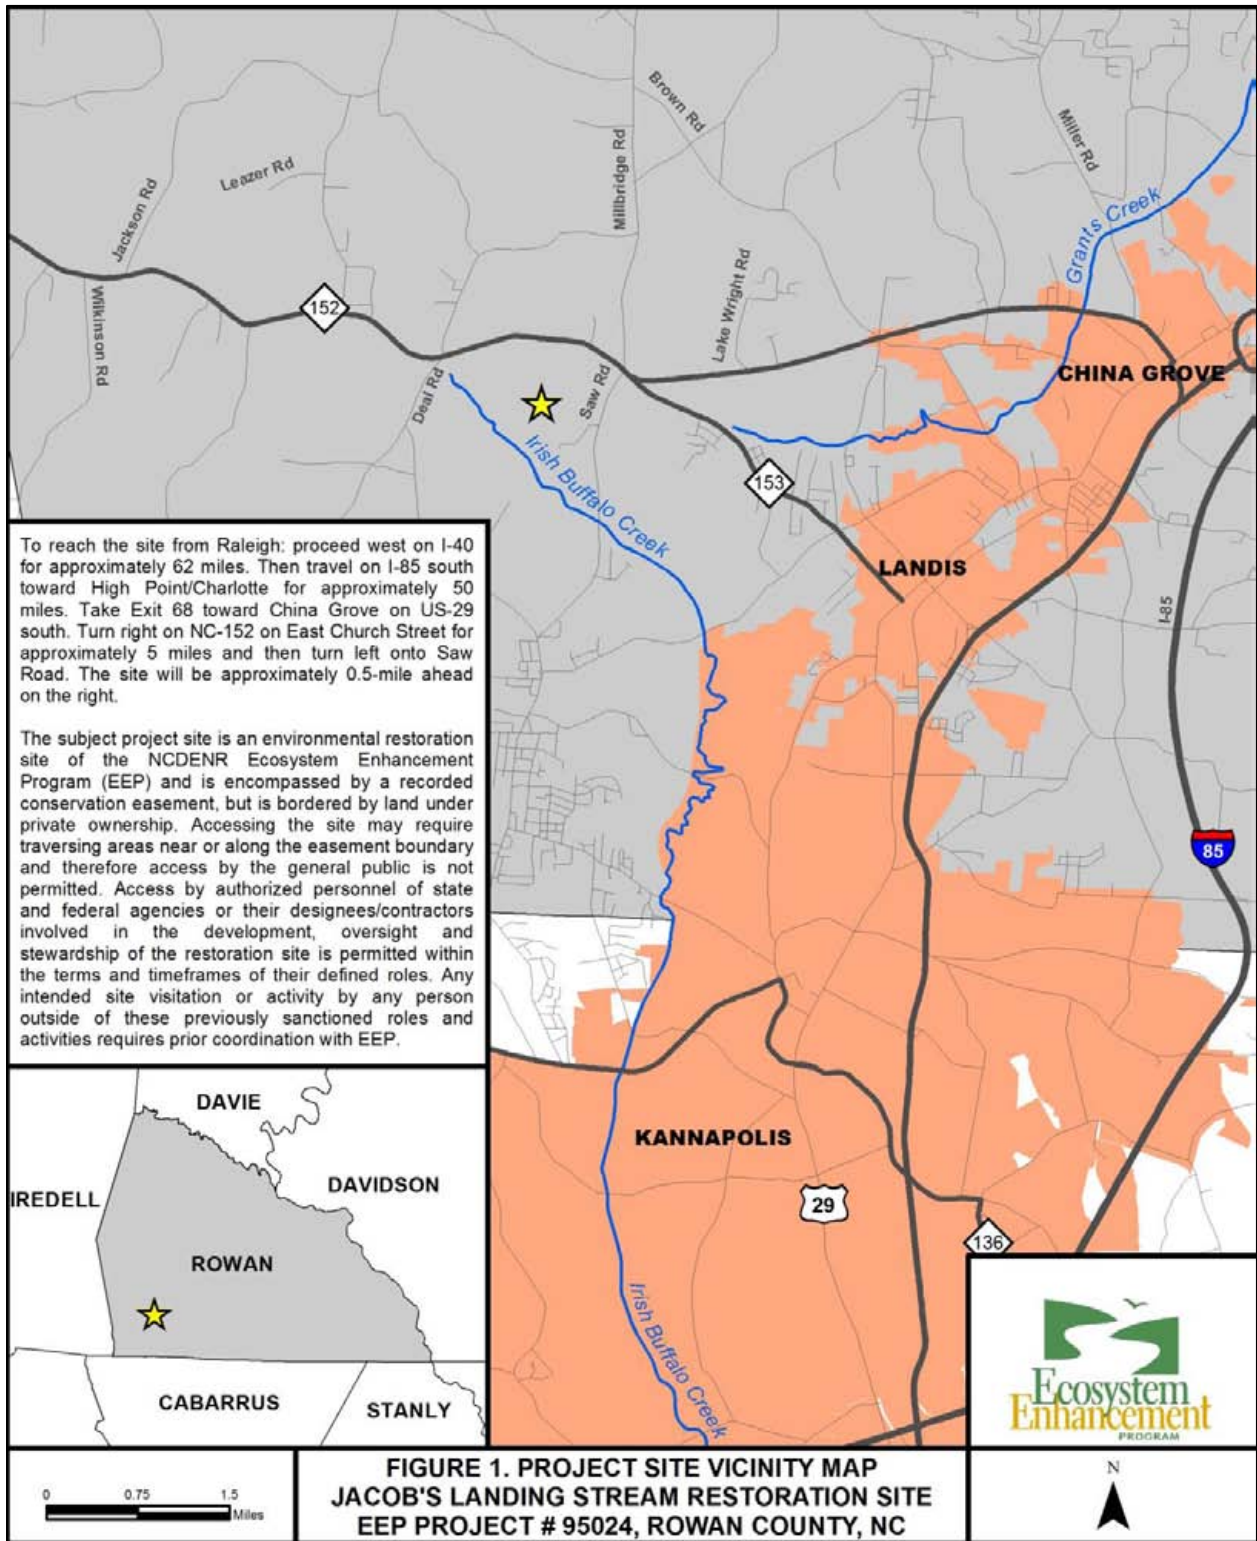 Brown Rd
Millbridge Rd
Miller Rd
Leazer Rd
Jackson Rd
Grants Creek
Wilkinson Rd
152
Lake Wright Rd
Deal Rd
Saw Rd
CHINA GROVE
Irish Buffalo Creek
153
LANDIS
I-85
85
To reach the site from Raleigh: proceed west on I-40
for approximately 62 miles. Then travel on I-85 south
toward High Point/Charlotte for approximately 50
miles. Take Exit 68 toward China Grove on US-29
south. Turn right on NC-152 on East Church Street for
approximately 5 miles and then turn left onto Saw
Road. The site will be approximately 0.5-mile ahead
on the right.
The subject project site is an environmental restoration
site of the NCDENR Ecosystem Enhancement
Program (EEP) and is encompassed by a recorded
conservation easement, but is bordered by land under
private ownership. Accessing the site may require
traversing areas near or along the easement boundary
and therefore access by the general public is not
permitted. Access by authorized personnel of state
and federal agencies or their designees/contractors
involved in the development, oversight and
stewardship of the restoration site is permitted within
the terms and timeframes of their defined roles. Any
intended site visitation or activity by any person
outside of these previously sanctioned roles and
activities requires prior coordination with EEP.
KANNAPOLIS
29
136
Irish Buffalo Creek
DAVIE
IREDELL
DAVIDSON
ROWAN
CABARRUS
STANLY
Ecosystem
Enhancement
PROGRAM
0 0.75 1.5
Miles
FIGURE 1. PROJECT SITE VICINITY MAP
JACOB'S LANDING STREAM RESTORATION SITE
EEP PROJECT # 95024, ROWAN COUNTY, NC
N